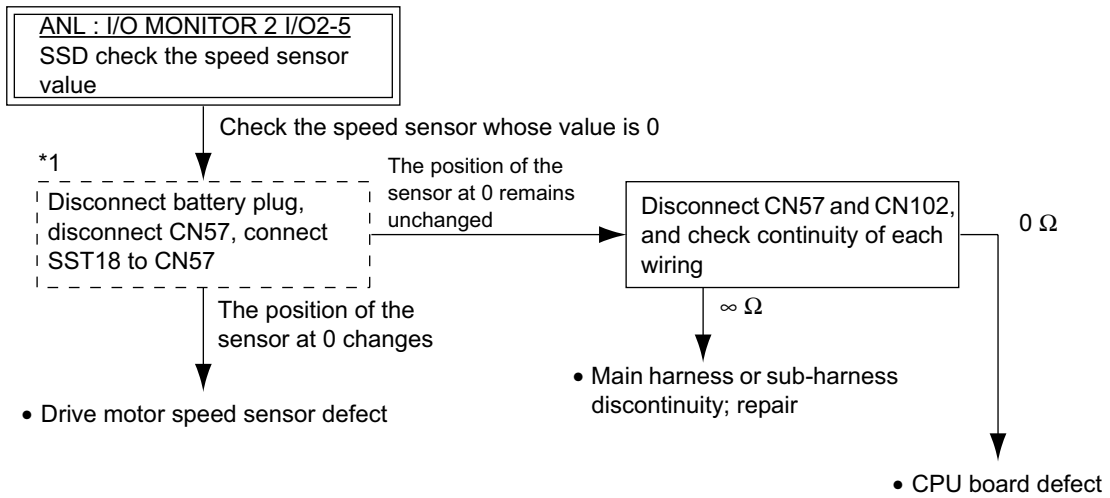 ANL : I/O MONITOR 2 I/O2-5
SSD check the speed sensor
value
Check the speed sensor whose value is 0
*1
Disconnect battery plug,
disconnect CN57, connect
SST18 to CN57
The position of the
sensor at 0 remains
unchanged
Disconnect CN57 and CN102,
and check continuity of each
wiring
0 Ω
The position of the
sensor at 0 changes
∞ Ω
• Drive motor speed sensor defect
• Main harness or sub-harness
discontinuity; repair
• CPU board defect